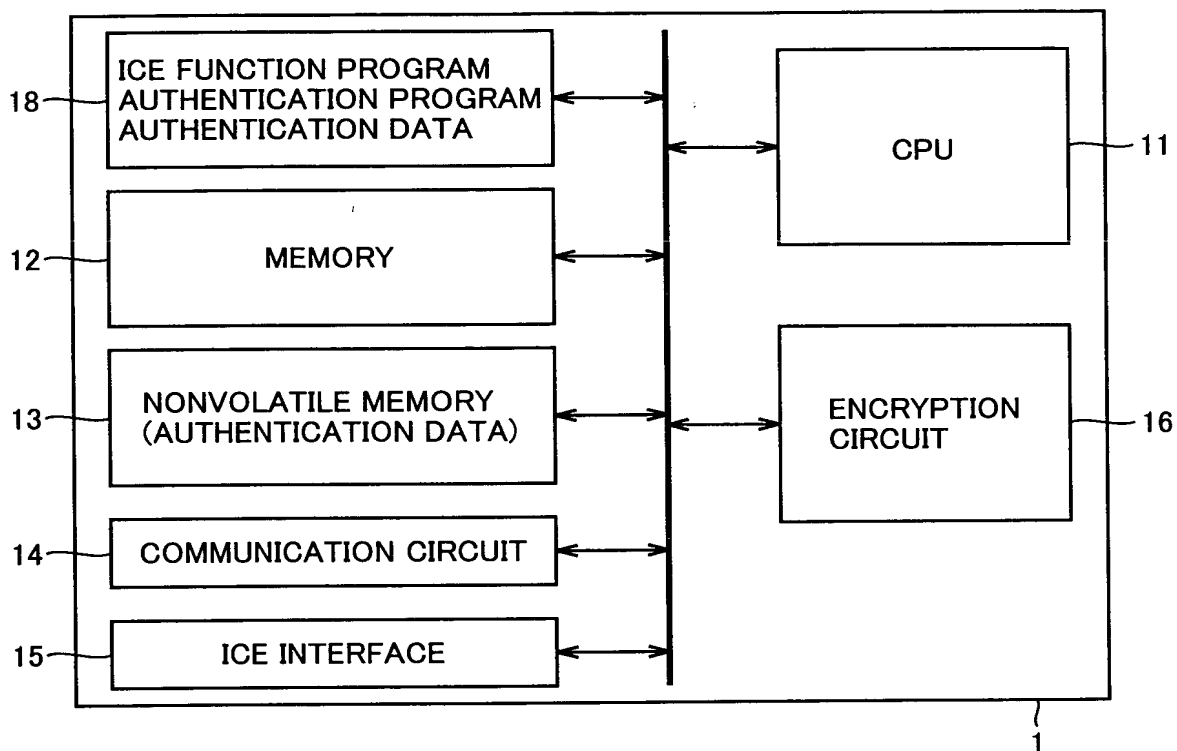 18
ICE FUNCTION PROGRAM
AUTHENTICATION PROGRAM
AUTHENTICATION DATA
CPU
11
12
MEMORY
13
NONVOLATILE MEMORY
(AUTHENTICATION DATA)
ENCRYPTION
CIRCUIT
16
14
COMMUNICATION CIRCUIT
15
ICE INTERFACE
1